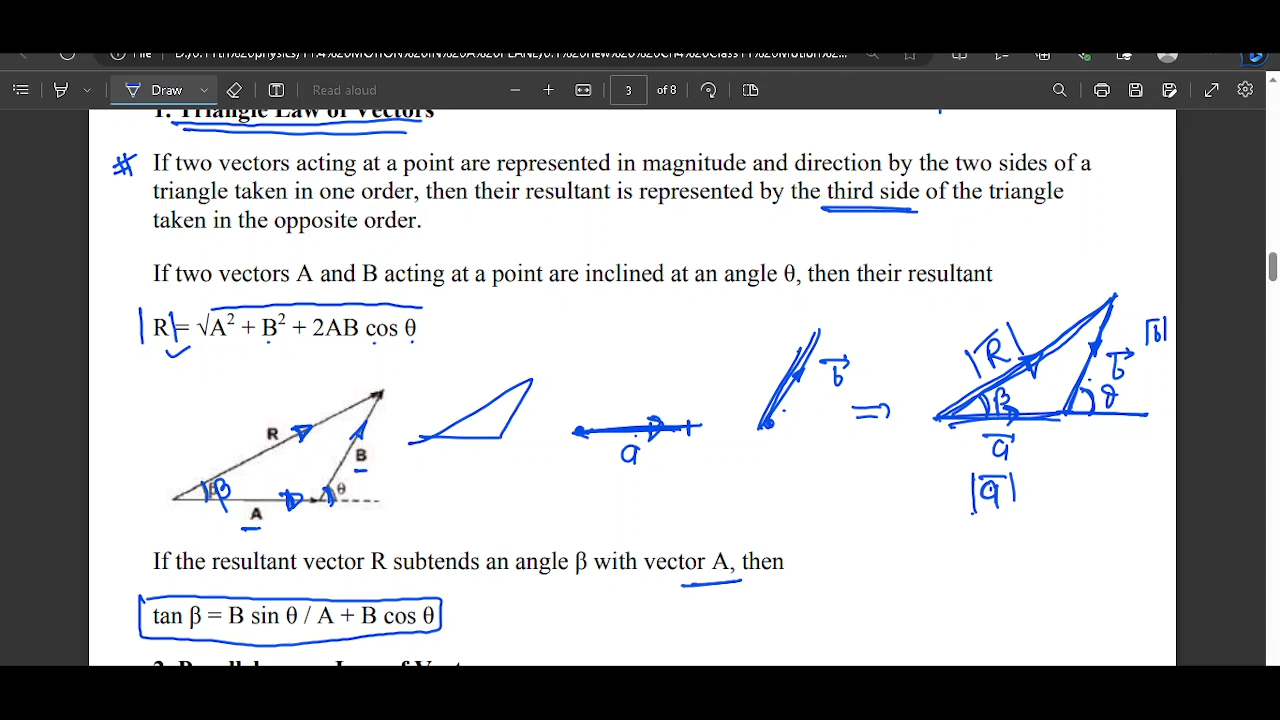 Draw
Read aloud
3 of 8
1. Triangle Law of Vectors
# If two vectors acting at a point are represented in magnitude and direction by the two sides of a
triangle taken in one order, then their resultant is represented by the third side of the triangle
taken in the opposite order.
If two vectors A and B acting at a point are inclined at an angle θ, then their resultant
|R| = √A² + B² + 2AB cos θ
R
B
β
θ
A
a
b
⇒
|R|
|b|
b
β
θ
a
|a|
If the resultant vector R subtends an angle β with vector A, then
tan β = B sin θ / A + B cos θ